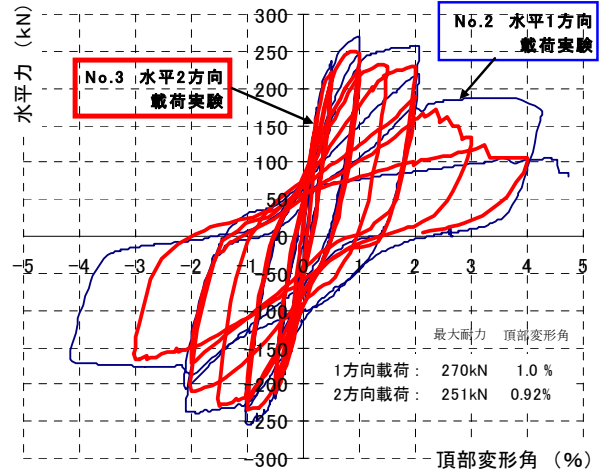 水平力 (kN)
300
250
200
150
100
50
0
-50
-100
-150
-200
-250
-300
-5 -4 -3 -2 -1 0 1 2 3 4 5
No.2 水平1方向
載荷実験
No.3 水平2方向
載荷実験
最大耐力 頂部変形角
1方向載荷: 270kN 1.0 %
2方向載荷: 251kN 0.92%
頂部変形角 (%)